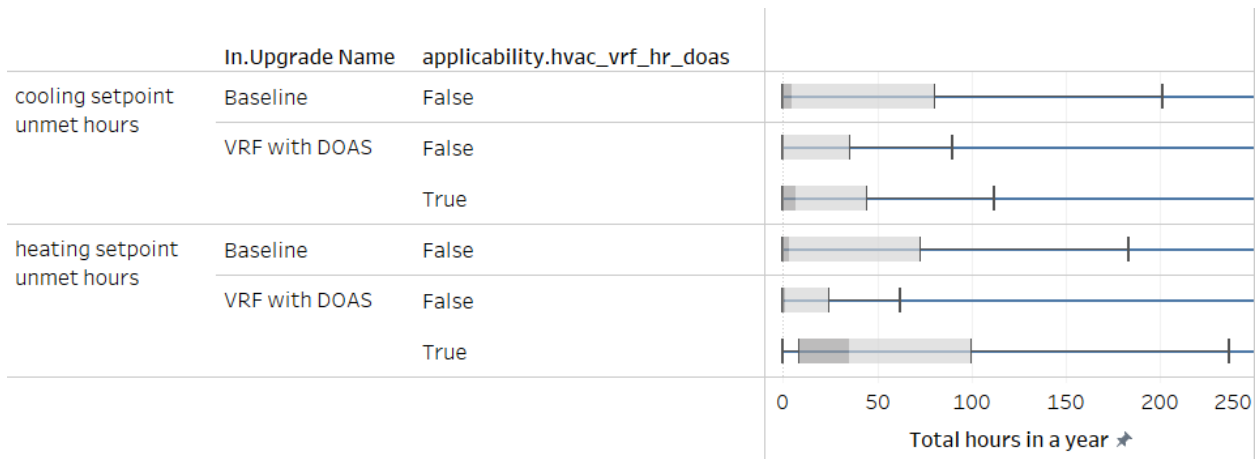 In.Upgrade Name applicability.hvac_vrf_hr_doas
cooling setpoint
unmet hours
Baseline False
VRF with DOAS False
True
heating setpoint
unmet hours
Baseline False
VRF with DOAS False
True
0 50 100 150 200 250
Total hours in a year